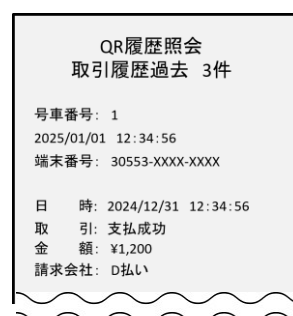 QR履歴照会
取引履歴過去 3件
号車番号: 1
2025/01/01 12:34:56
端末番号: 30553-XXXX-XXXX
日　　時: 2024/12/31 12:34:56
取　　引: 支払成功
金　　額: ¥1,200
請求会社: D払い